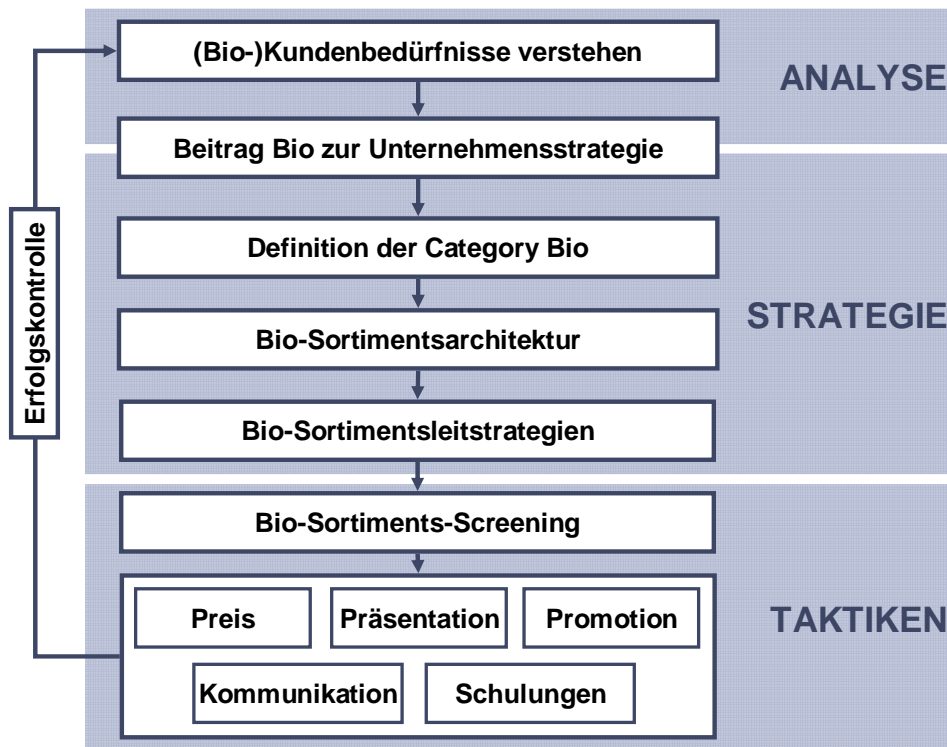 (Bio-)Kundenbedürfnisse verstehen
ANALYSE
Beitrag Bio zur Unternehmensstrategie
Definition der Category Bio
STRATEGIE
Bio-Sortimentsarchitektur
Bio-Sortimentsleitstrategien
Erfolgskontrolle
Bio-Sortiments-Screening
Preis
Präsentation
Promotion
TAKTIKEN
Kommunikation
Schulungen